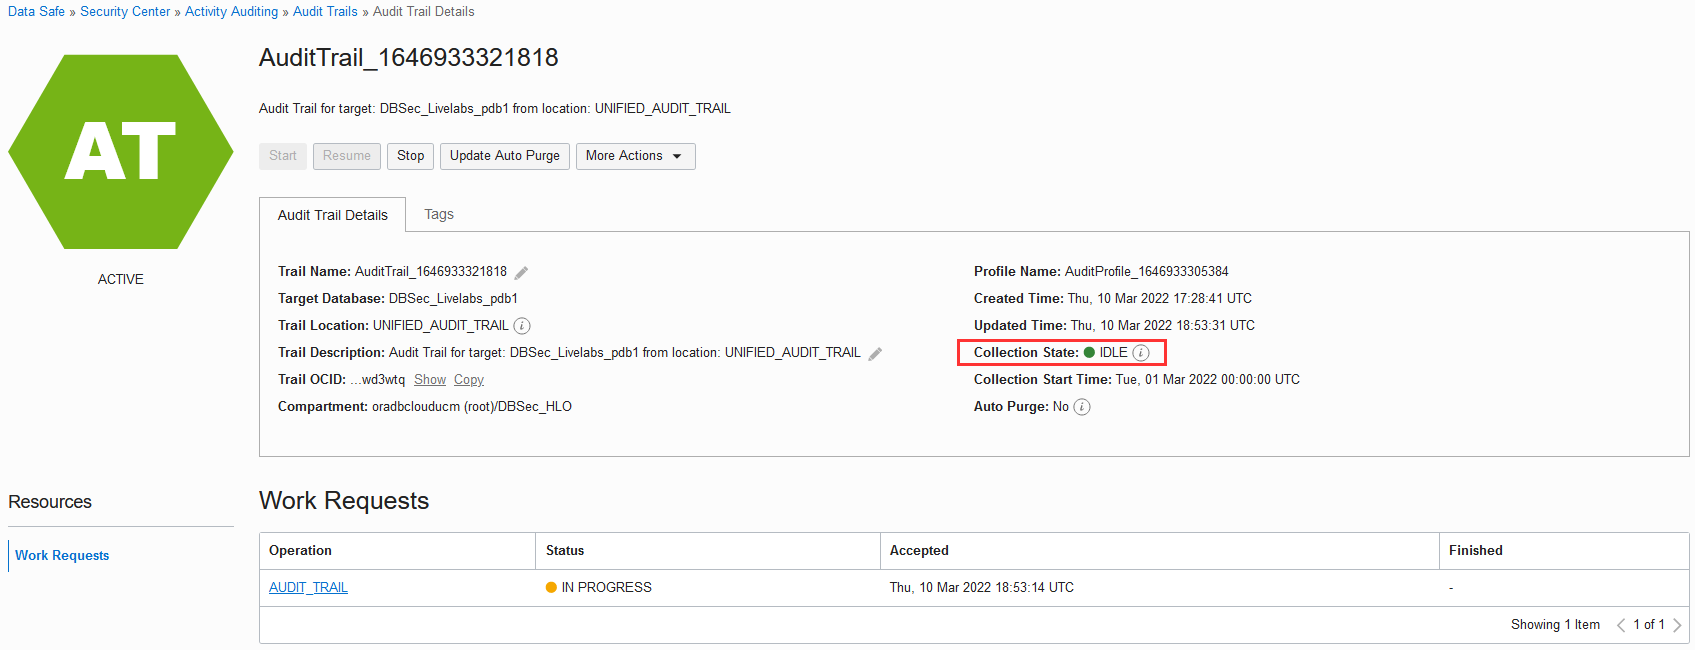 Data Safe » Security Center » Activity Auditing » Audit Trails » Audit Trail Details
AT
ACTIVE
AuditTrail_1646933321818
Audit Trail for target: DBSec_Livelabs_pdb1 from location: UNIFIED_AUDIT_TRAIL
Start Resume Stop Update Auto Purge More Actions
Audit Trail Details Tags
Trail Name: AuditTrail_1646933321818
Target Database: DBSec_Livelabs_pdb1
Trail Location: UNIFIED_AUDIT_TRAIL
Trail Description: Audit Trail for target: DBSec_Livelabs_pdb1 from location: UNIFIED_AUDIT_TRAIL
Trail OCID: ...wd3wtq Show Copy
Compartment: oradbclouducm (root)/DBSec_HLO
Profile Name: AuditProfile_1646933305384
Created Time: Thu, 10 Mar 2022 17:28:41 UTC
Updated Time: Thu, 10 Mar 2022 18:53:31 UTC
Collection State: IDLE
Collection Start Time: Tue, 01 Mar 2022 00:00:00 UTC
Auto Purge: No
Resources
Work Requests
Work Requests
Operation Status Accepted Finished
AUDIT_TRAIL IN PROGRESS Thu, 10 Mar 2022 18:53:14 UTC -
Showing 1 Item 1 of 1